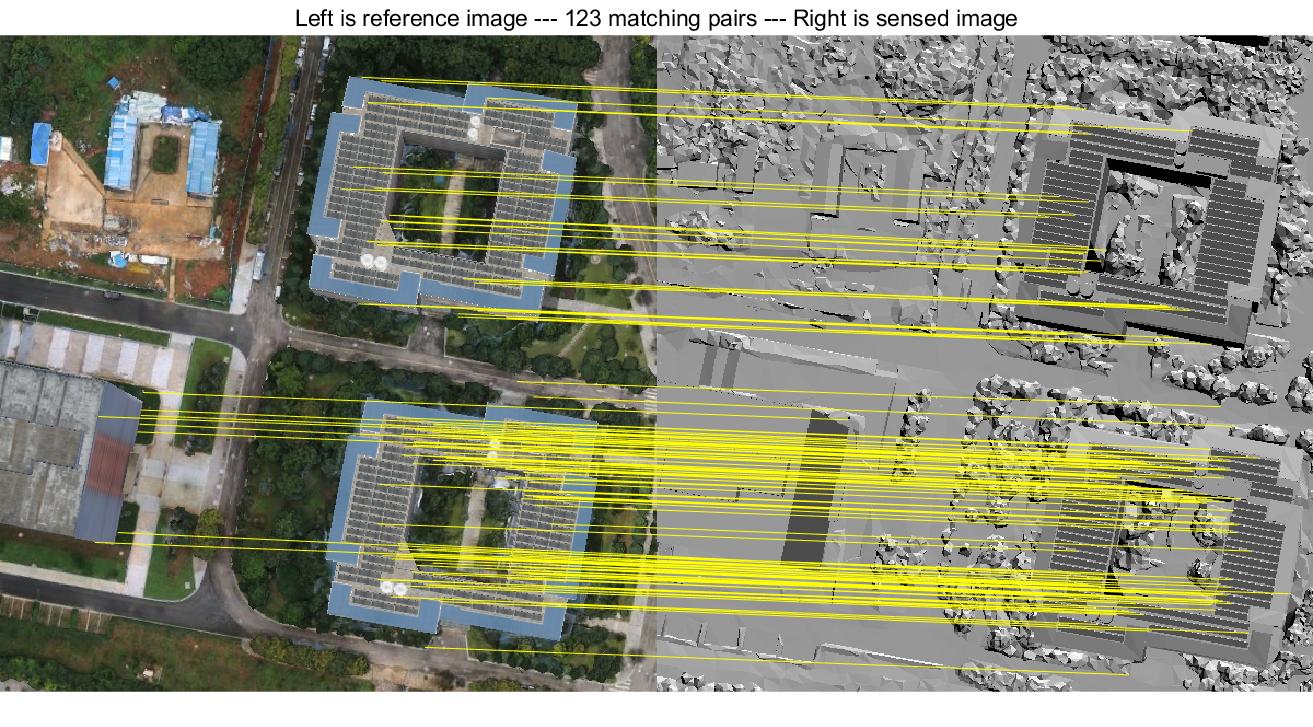 Left is reference image --- 123 matching pairs --- Right is sensed image